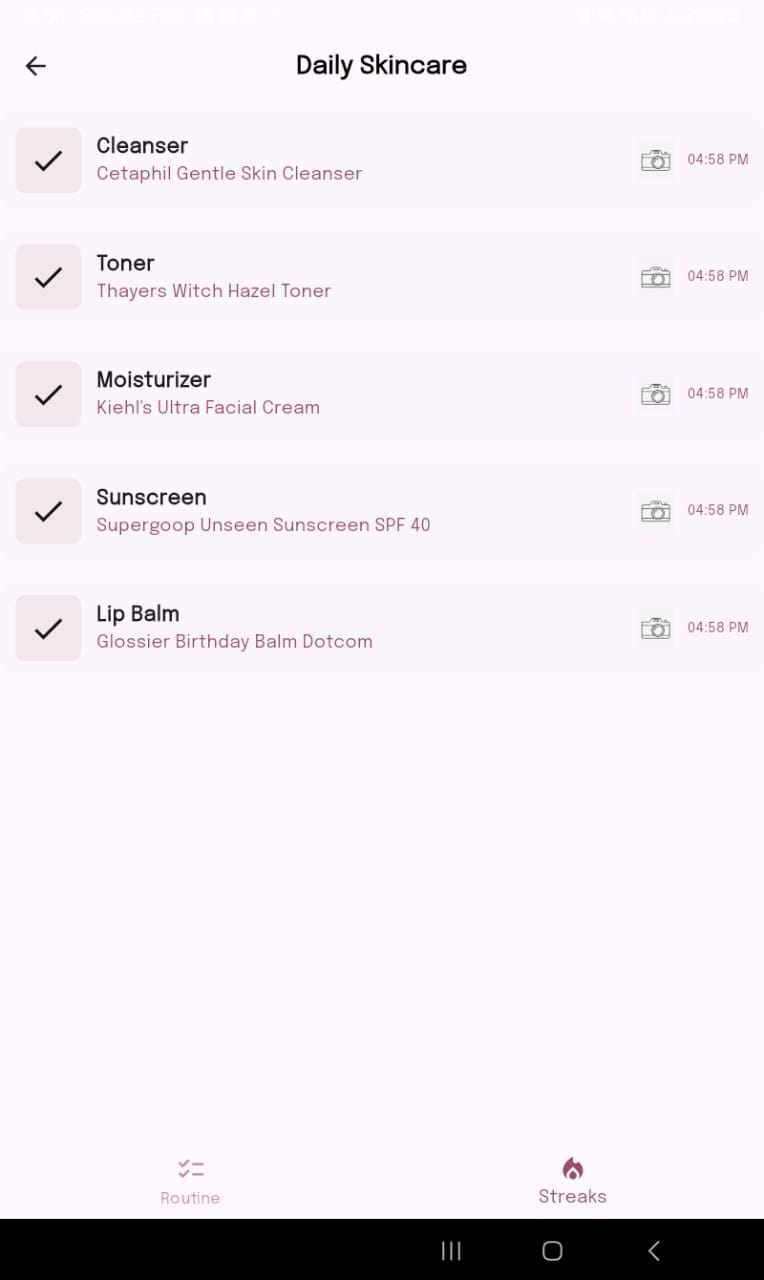 Daily Skincare
Cleanser
Cetaphil Gentle Skin Cleanser
04:58 PM
Toner
Thayers Witch Hazel Toner
04:58 PM
Moisturizer
Kiehl's Ultra Facial Cream
04:58 PM
Sunscreen
Supergoop Unseen Sunscreen SPF 40
04:58 PM
Lip Balm
Glossier Birthday Balm Dotcom
04:58 PM
Routine
Streaks